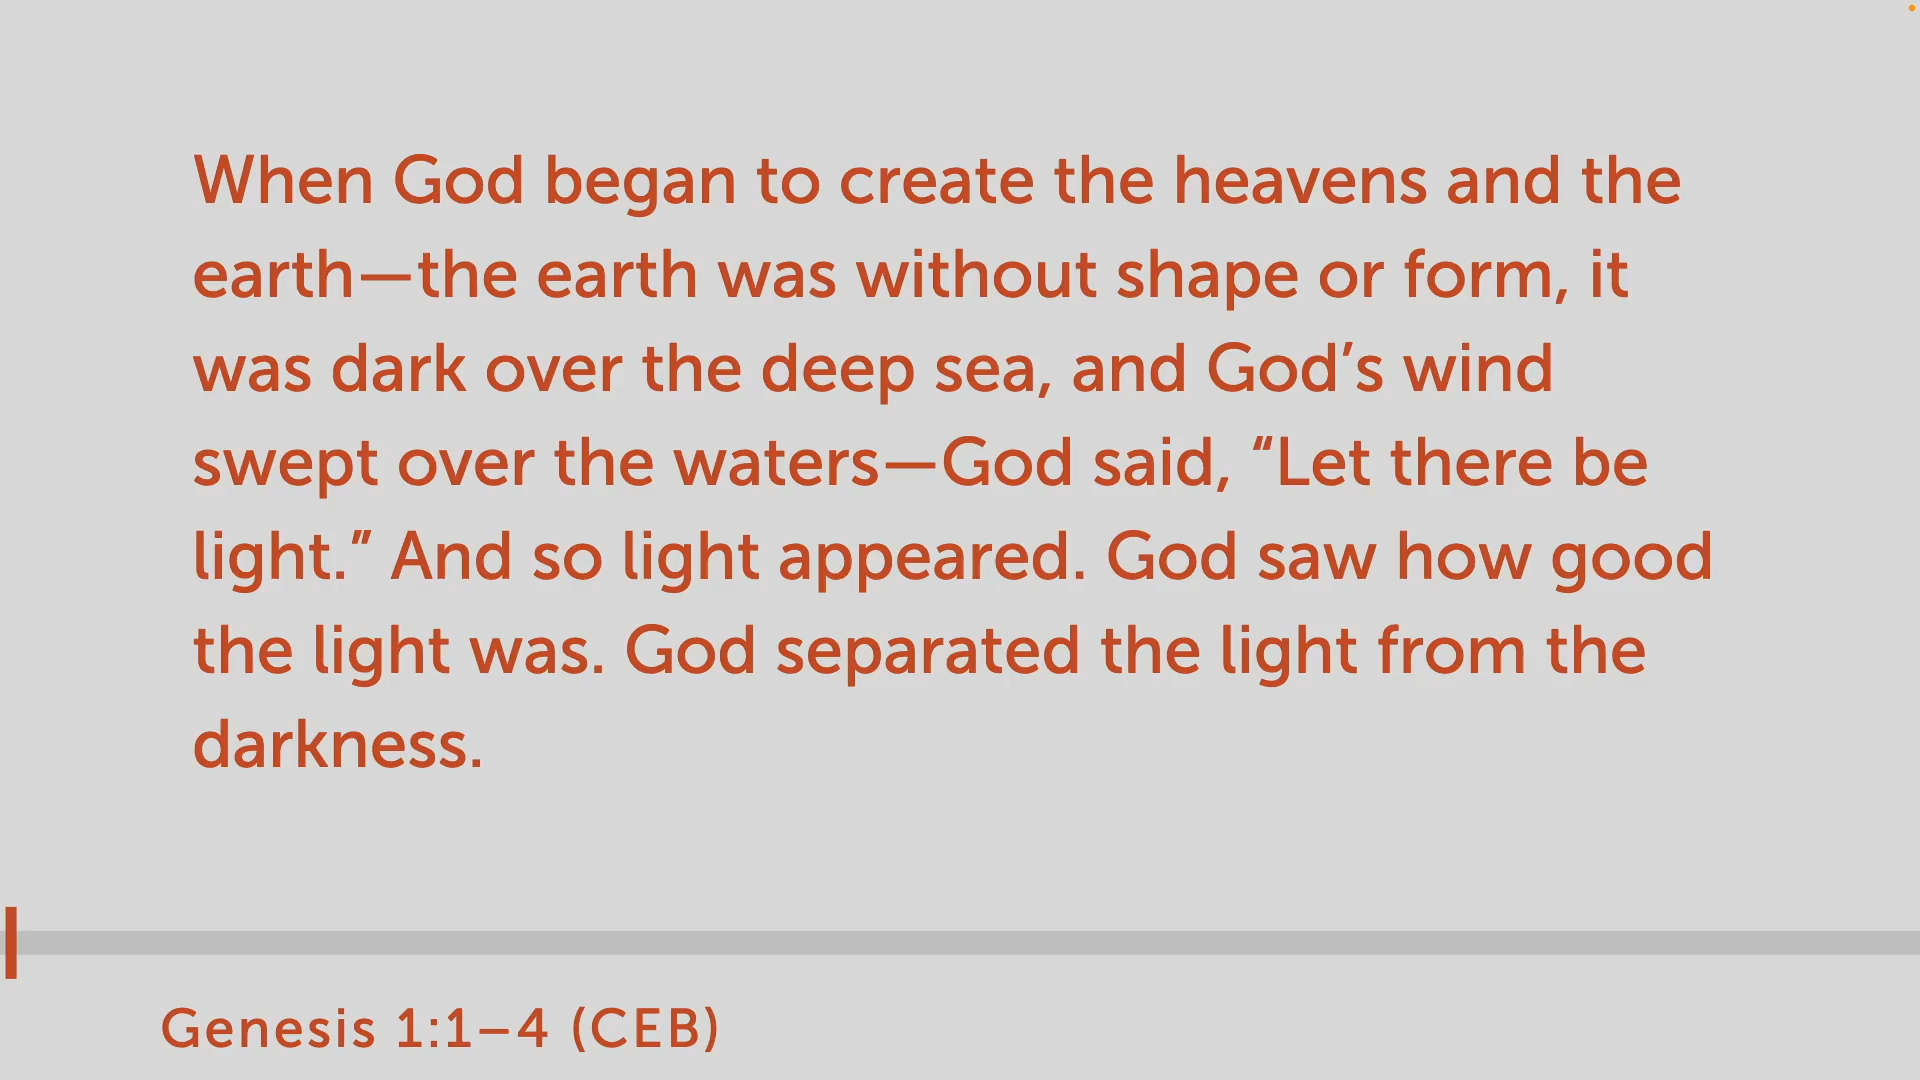 When God began to create the heavens and the
earth—the earth was without shape or form, it
was dark over the deep sea, and God’s wind
swept over the waters—God said, “Let there be
light.” And so light appeared. God saw how good
the light was. God separated the light from the
darkness.
Genesis 1:1–4 (CEB)